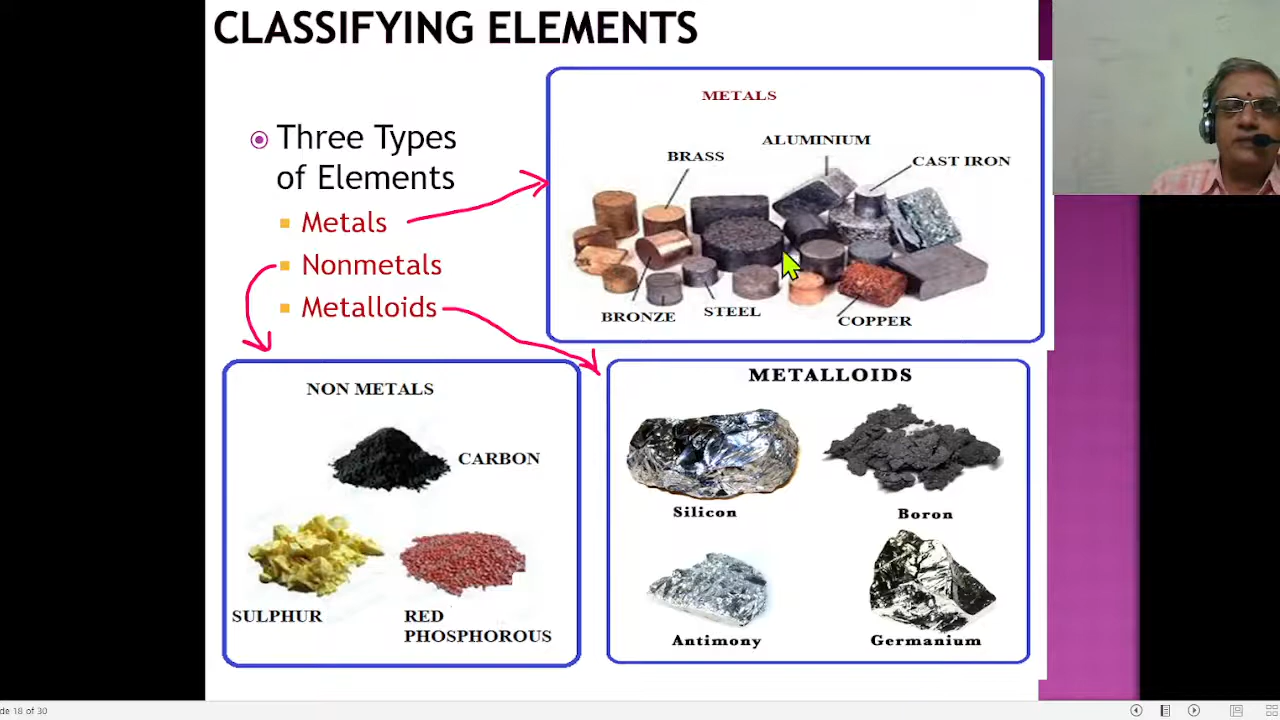 CLASSIFYING ELEMENTS
Three Types
of Elements
Metals
Nonmetals
Metalloids
METALS
ALUMINIUM
BRASS
CAST IRON
BRONZE
STEEL
COPPER
NON METALS
CARBON
SULPHUR
RED
PHOSPHOROUS
METALLOIDS
Silicon
Boron
Antimony
Germanium
de 18 of 30